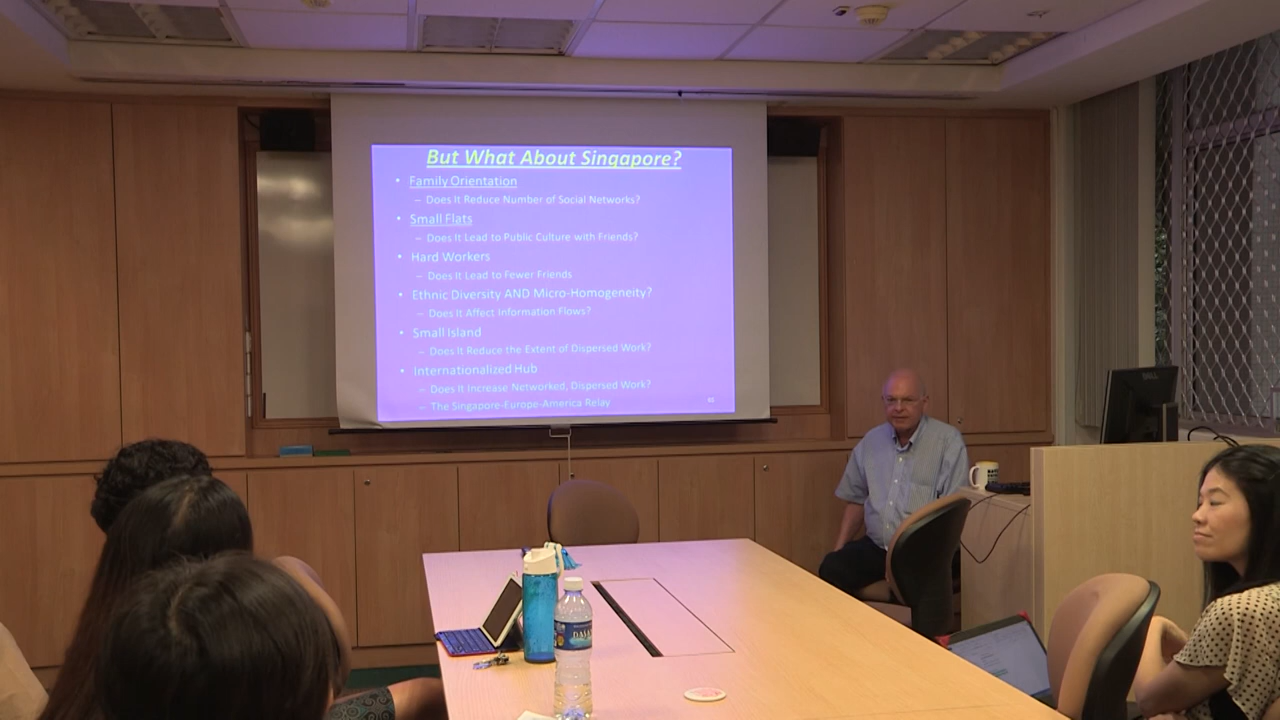 But What About Singapore?
• Family Orientation
– Does It Reduce Number of Social Networks?
• Small Flats
– Does It Lead to Public Culture with Friends?
• Hard Workers
– Does It Lead to Fewer Friends
• Ethnic Diversity AND Micro-Homogeneity?
– Does It Affect Information Flows?
• Small Island
– Does It Reduce the Extent of Dispersed Work?
• Internationalized Hub
– Does It Increase Networked, Dispersed Work?
– The Singapore-Europe-America Relay
DELL
DASANI